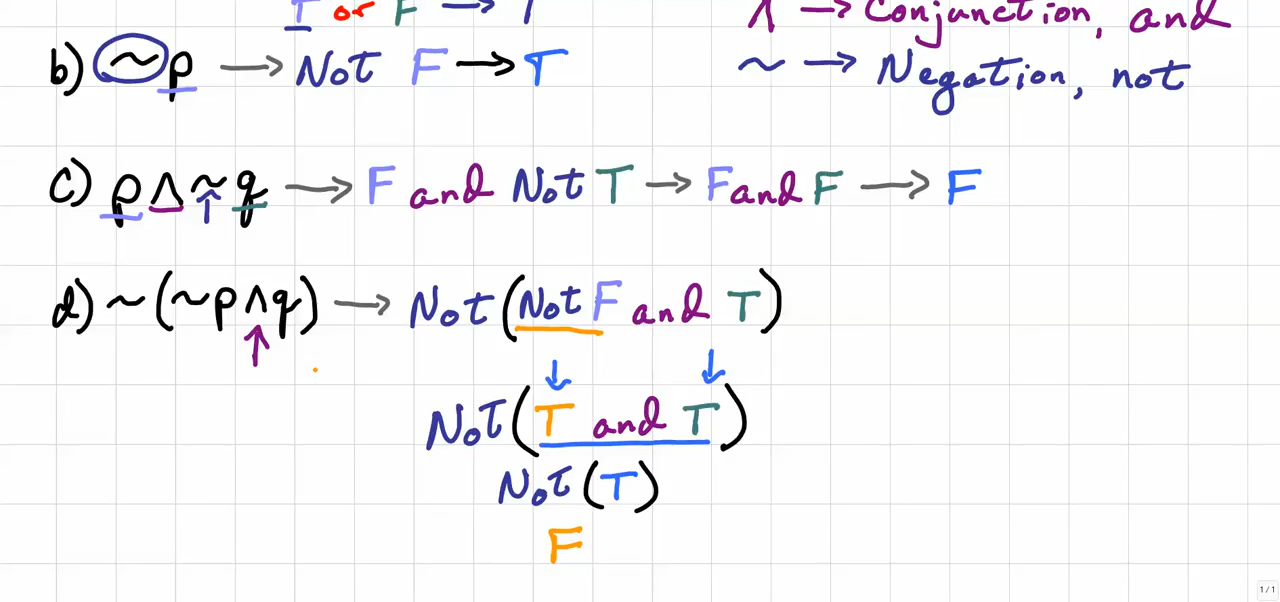 or F → T
∧ → Conjunction, and
b) ~p → Not F → T
~ → Negation, not
c) p ∧ ~ q → F and Not T → F and F → F
d) ~(~p ∧ q) → Not (Not F and T)
Not (T and T)
Not (T)
F
1/1